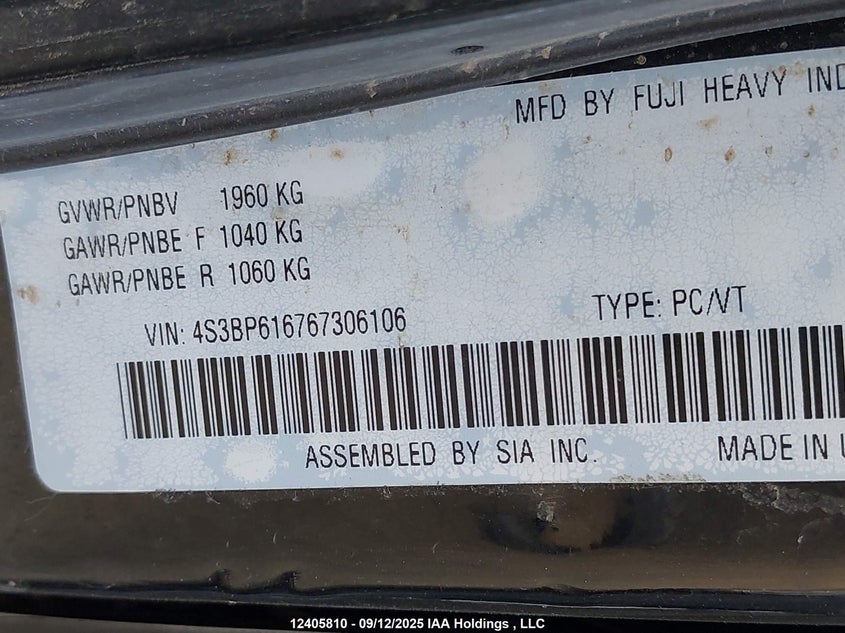 MFD BY FUJI HEAVY IND
GVWR/PNBV 1960 KG
GAWR/PNBE F 1040 KG
GAWR/PNBE R 1060 KG
VIN: 4S3BP616767306106
TYPE: PC/VT
ASSEMBLED BY SIA INC.
MADE IN
12405810 - 09/12/2025 IAA Holdings , LLC